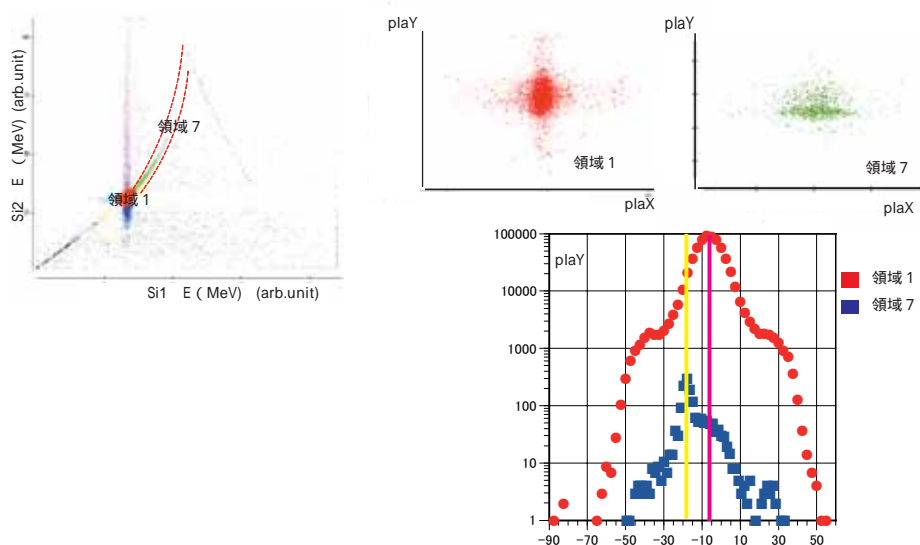 Si2 E ( MeV) (arb.unit)
領域 7
領域 1
Si1 E ( MeV) (arb.unit)
plaY
領域 1
plaX
plaY
領域 7
plaX
plaY
100000
10000
1000
100
10
1
-90 -70 -50 -30 -10 10 30 50
領域 1
領域 7